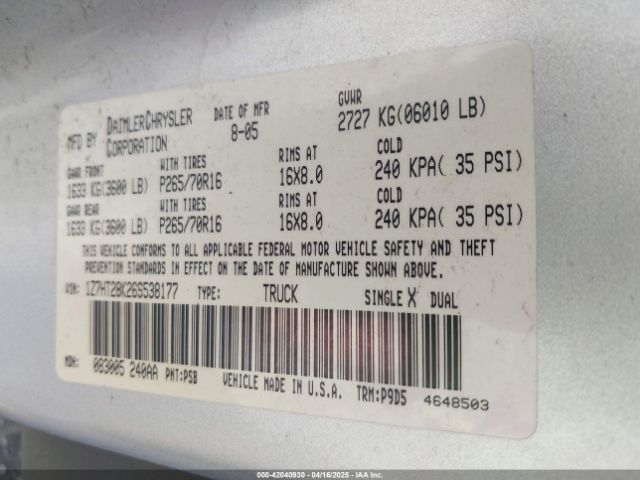 MFD BY DAIMLERCHRYSLER CORPORATION DATE OF MFR 8-05 GVWR 2727 KG(06010 LB)
GAWR FRONT WITH TIRES RIMS AT COLD
1633 KG(3600 LB) P265/70R16 16X8.0 240 KPA( 35 PSI)
GAWR REAR WITH TIRES RIMS AT COLD
1633 KG(3600 LB) P265/70R16 16X8.0 240 KPA( 35 PSI)
THIS VEHICLE CONFORMS TO ALL APPLICABLE FEDERAL MOTOR VEHICLE SAFETY AND THEFT
PREVENTION STANDARDS IN EFFECT ON THE DATE OF MANUFACTURE SHOWN ABOVE.
VIN: 1Z7HT28K26S538177 TYPE: TRUCK SINGLE X DUAL
MDH: 083005 240AA PNT:PSB VEHICLE MADE IN U.S.A. TRM:P9D5 4648503
000-42040930 - 04/16/2025 - IAA Inc.